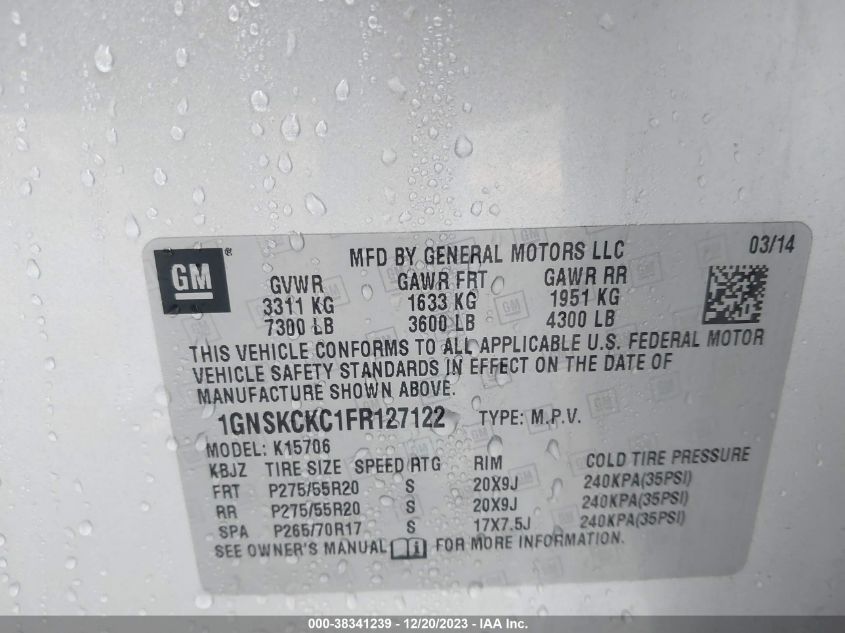 GM®
MFD BY GENERAL MOTORS LLC
03/14
GVWR GAWR FRT GAWR RR
3311 KG 1633 KG 1951 KG
7300 LB 3600 LB 4300 LB
THIS VEHICLE CONFORMS TO ALL APPLICABLE U.S. FEDERAL MOTOR
VEHICLE SAFETY STANDARDS IN EFFECT ON THE DATE OF
MANUFACTURE SHOWN ABOVE.
1GNSKCKC1FR127122 TYPE: M.P.V.
MODEL: K15706
KBJZ TIRE SIZE SPEED RTG RIM COLD TIRE PRESSURE
FRT P275/55R20 S 20X9J 240KPA(35PSI)
RR P275/55R20 S 20X9J 240KPA(35PSI)
SPA P265/70R17 S 17X7.5J 240KPA(35PSI)
SEE OWNER'S MANUAL FOR MORE INFORMATION.
000-38341239 - 12/20/2023 - IAA Inc.